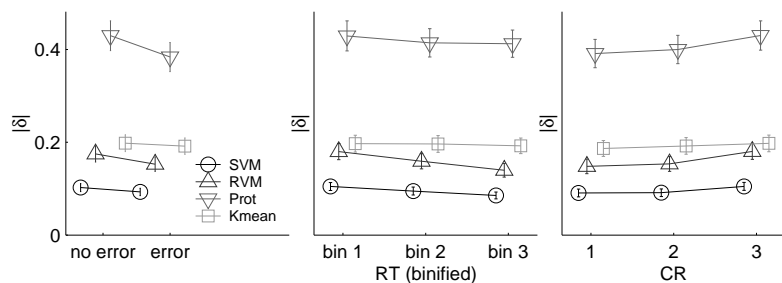 |δ|
0.4
0.2
0
no error error
SVM
RVM
Prot
Kmean
|δ|
bin 1 bin 2 bin 3
RT (binified)
|δ|
1 2 3
CR